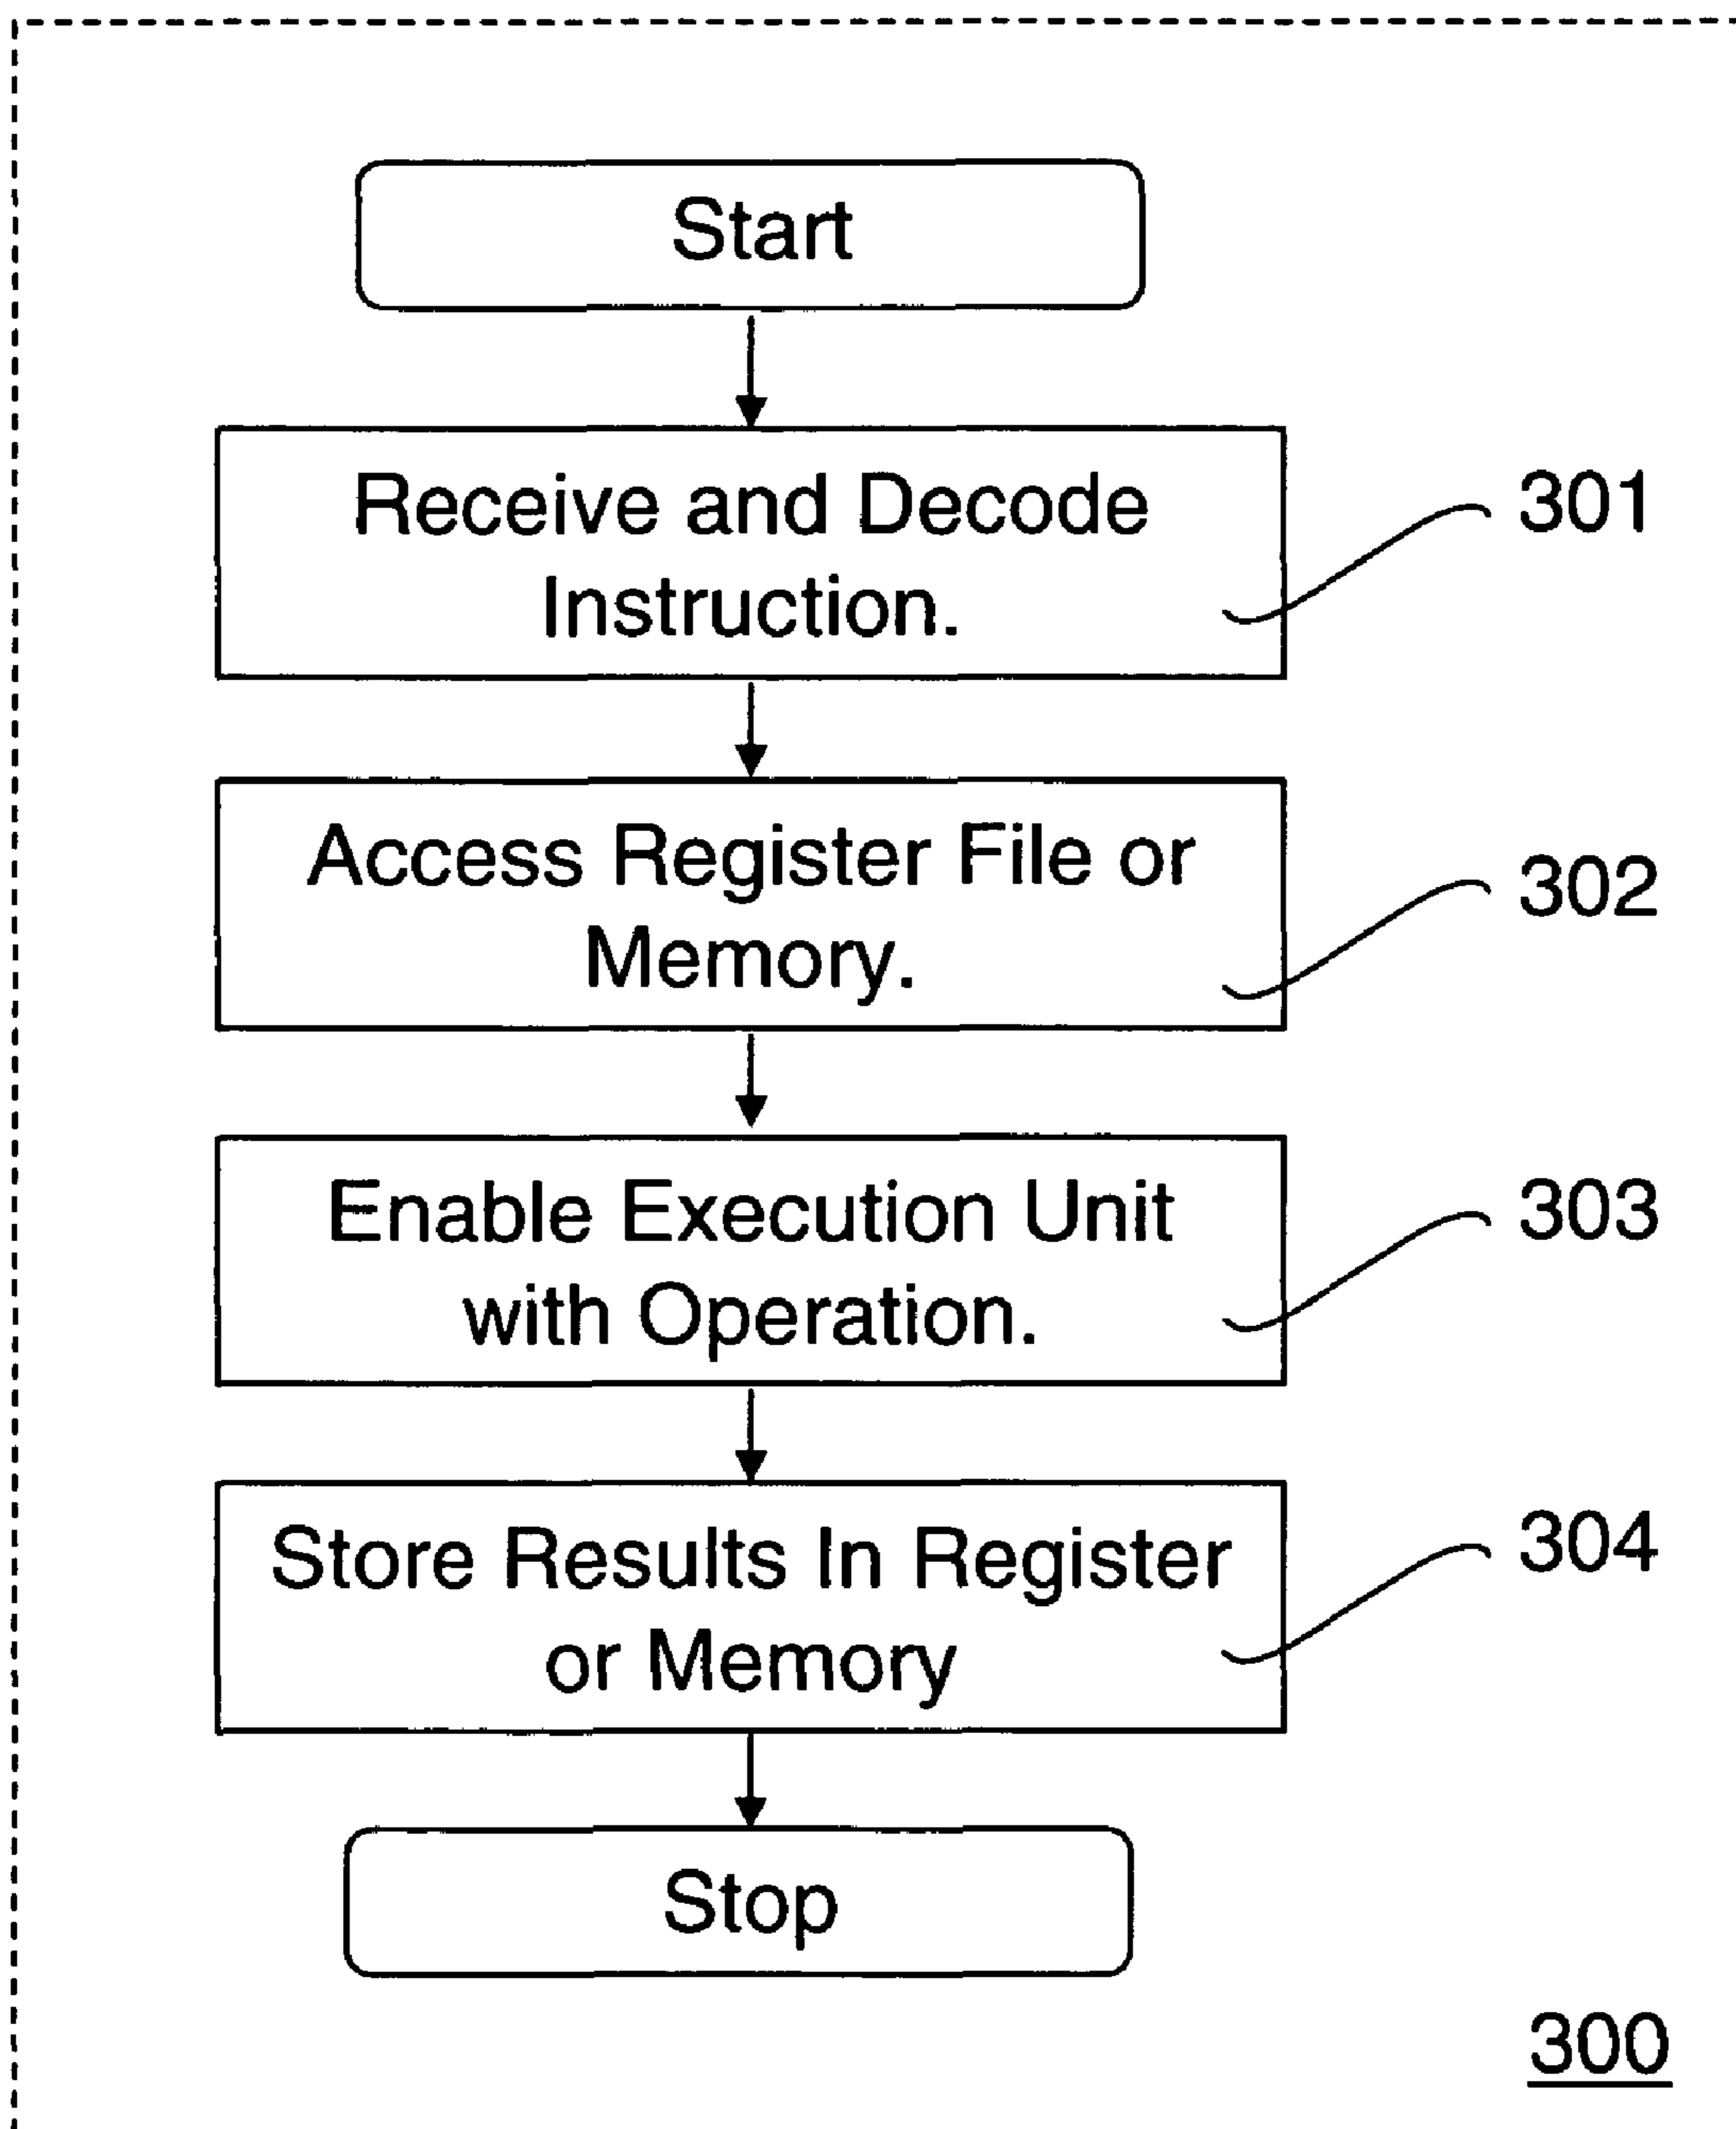 Start
Receive and Decode
Instruction.
301
Access Register File or
Memory.
302
Enable Execution Unit
with Operation.
303
Store Results In Register
or Memory
304
Stop
300